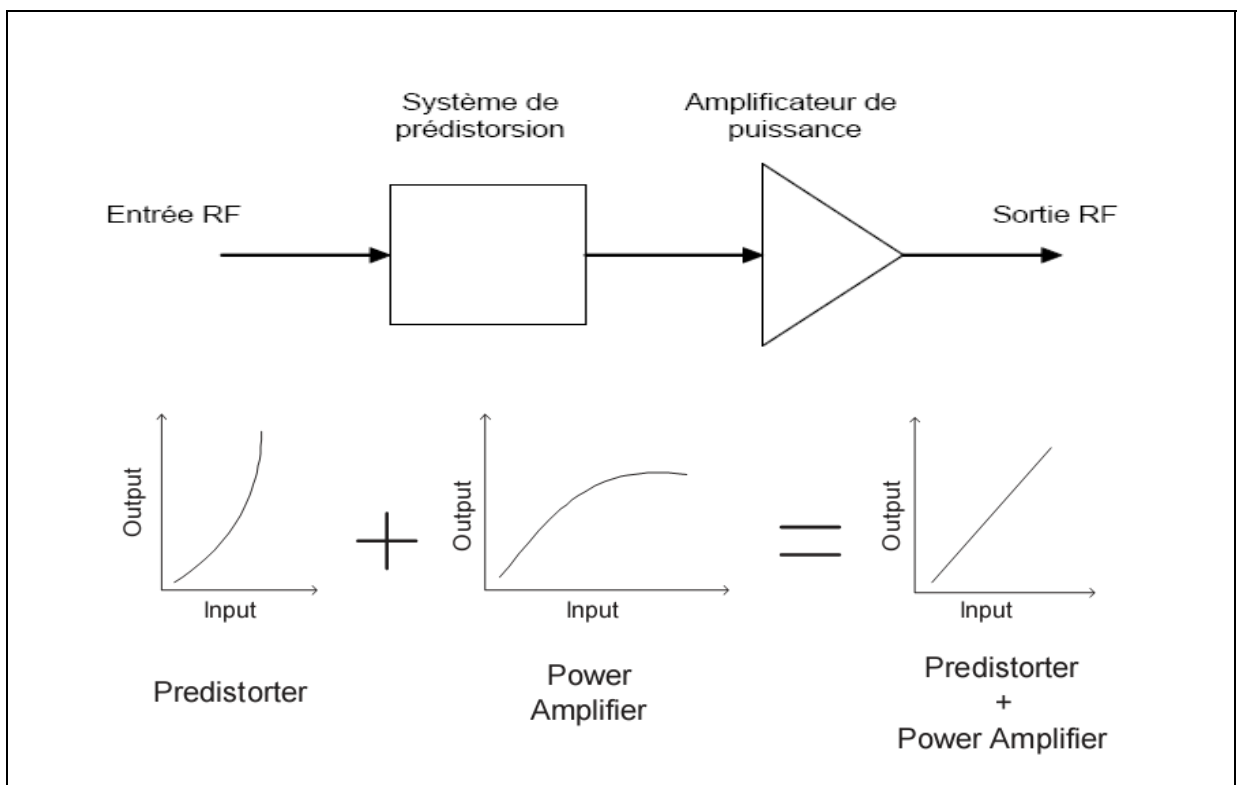 Système de
prédistorsion
Amplificateur de
puissance
Entrée RF
Sortie RF
Output
Input
+
Output
Input
=
Output
Input
Predistorter
Power
Amplifier
Predistorter
+
Power Amplifier